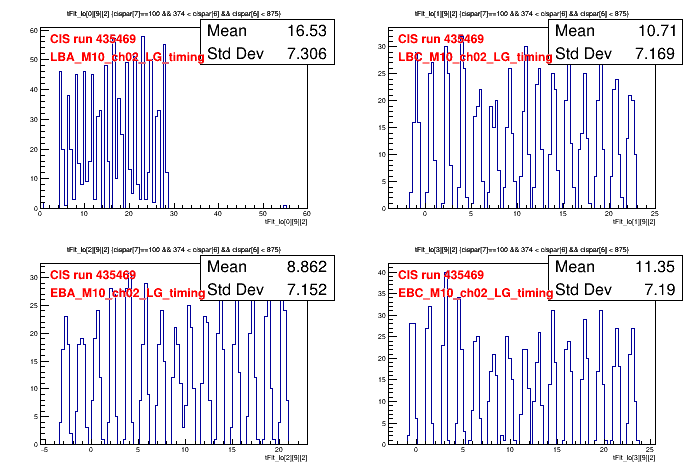 tFit_lo[0][9][2] {cispar[7]==100 && 374 < cispar[6] && cispar[6] < 875}
CIS run 435469
LBA_M10_ch02_LG_timing
Mean 16.53
Std Dev 7.306
60
50
40
30
20
10
0
0 10 20 30 40 50 60
tFit_lo[0][9][2]
tFit_lo[1][9][2] {cispar[7]==100 && 374 < cispar[6] && cispar[6] < 875}
CIS run 435469
LBC_M10_ch02_LG_timing
Mean 10.71
Std Dev 7.169
30
25
20
15
10
5
0
0 5 10 15 20 25
tFit_lo[1][9][2]
tFit_lo[2][9][2] {cispar[7]==100 && 374 < cispar[6] && cispar[6] < 875}
CIS run 435469
EBA_M10_ch02_LG_timing
Mean 8.862
Std Dev 7.152
30
25
20
15
10
5
0
-5 0 5 10 15 20
tFit_lo[2][9][2]
tFit_lo[3][9][2] {cispar[7]==100 && 374 < cispar[6] && cispar[6] < 875}
CIS run 435469
EBC_M10_ch02_LG_timing
Mean 11.35
Std Dev 7.19
40
35
30
25
20
15
10
5
0
0 5 10 15 20 25
tFit_lo[3][9][2]